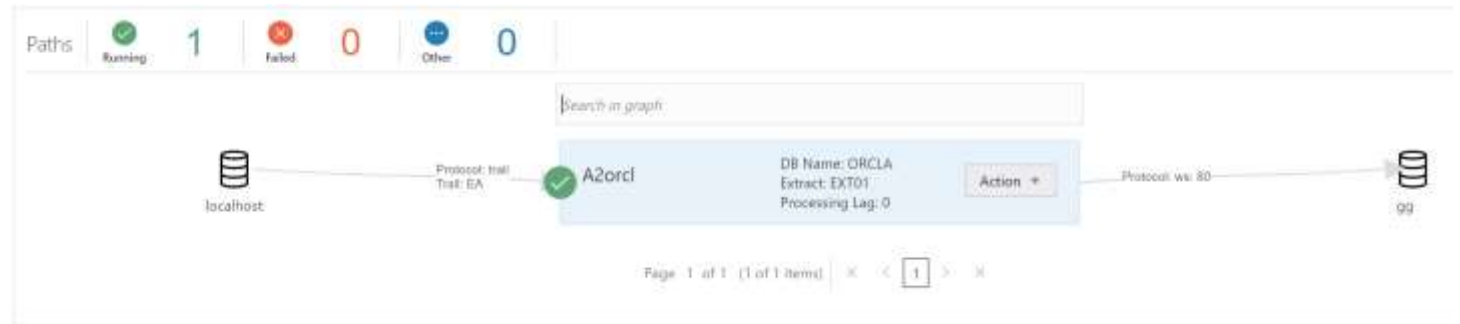 Paths
Running
1
Failed
0
Other
0
Search in graph
localhost
Protocol: trail
Trail: EA
A2orcl
DB Name: ORCLA
Extract: EXT01
Processing Lag: 0
Action
Protocol: ws: 80
gg
Page 1 of 1 (1 of 1 items) 1